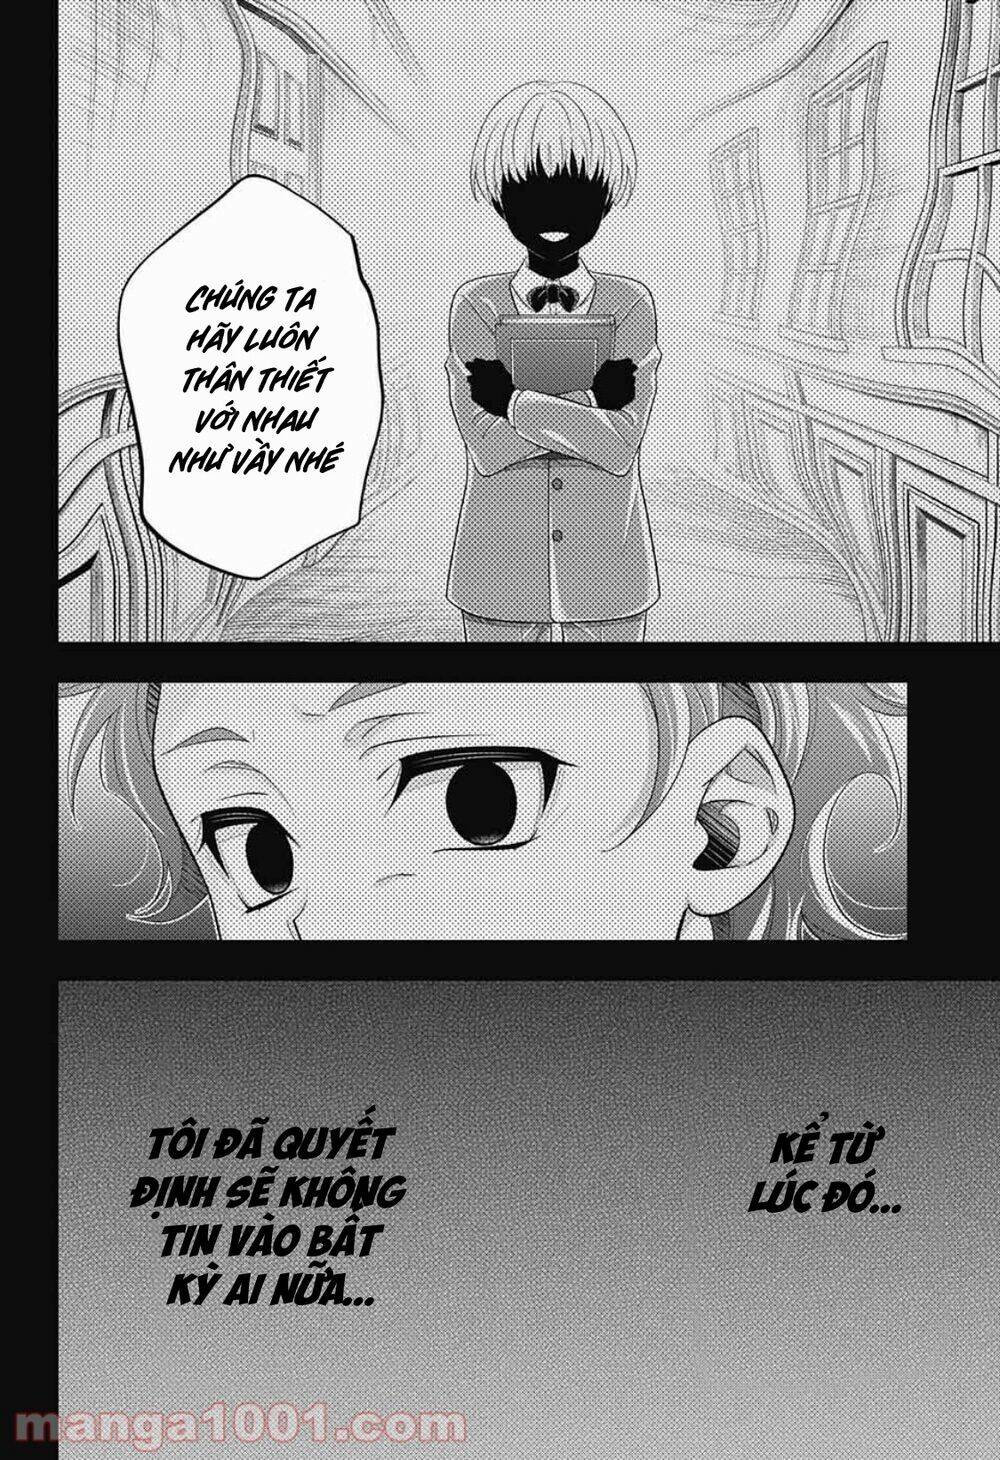 CHÚNG TA
HÃY LUÔN
THÂN THIẾT
VỚI NHAU
NHƯ VẦY NHÉ
KỂ TỪ
LÚC ĐÓ...
TÔI ĐÃ QUYẾT
ĐỊNH SẼ KHÔNG
TIN VÀO BẤT
KỲ AI NỮA...
manga1001.com